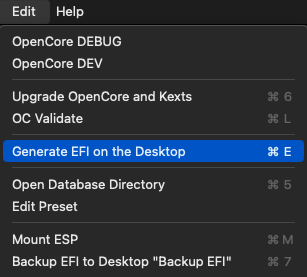 Edit Help
OpenCore DEBUG
OpenCore DEV
Upgrade OpenCore and Kexts ⌘ 6
OC Validate ⌘ L
Generate EFI on the Desktop ⌘ E
Open Database Directory ⌘ 5
Edit Preset
Mount ESP ⌘ M
Backup EFI to Desktop "Backup EFI" ⌘ 7